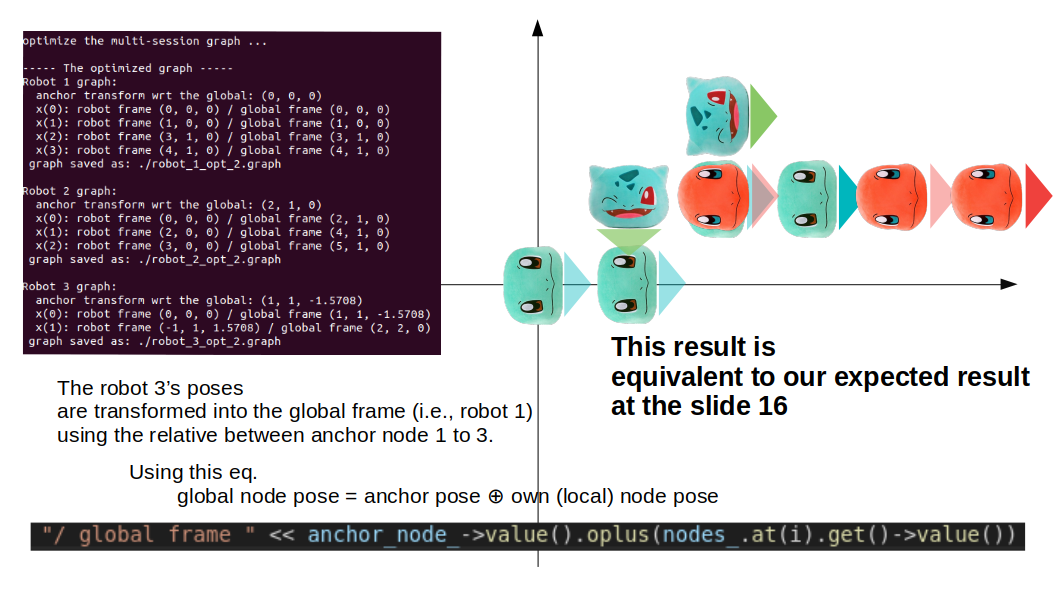 optimize the multi-session graph ...
----- The optimized graph -----
Robot 1 graph:
anchor transform wrt the global: (0, 0, 0)
x(0): robot frame (0, 0, 0) / global frame (0, 0, 0)
x(1): robot frame (1, 0, 0) / global frame (1, 0, 0)
x(2): robot frame (3, 1, 0) / global frame (3, 1, 0)
x(3): robot frame (4, 1, 0) / global frame (4, 1, 0)
graph saved as: ./robot_1_opt_2.graph
Robot 2 graph:
anchor transform wrt the global: (2, 1, 0)
x(0): robot frame (0, 0, 0) / global frame (2, 1, 0)
x(1): robot frame (2, 0, 0) / global frame (4, 1, 0)
x(2): robot frame (3, 0, 0) / global frame (5, 1, 0)
graph saved as: ./robot_2_opt_2.graph
Robot 3 graph:
anchor transform wrt the global: (1, 1, -1.5708)
x(0): robot frame (0, 0, 0) / global frame (1, 1, -1.5708)
x(1): robot frame (-1, 1, 1.5708) / global frame (2, 2, 0)
graph saved as: ./robot_3_opt_2.graph
This result is
equivalent to our expected result
at the slide 16
The robot 3's poses
are transformed into the global frame (i.e., robot 1)
using the relative between anchor node 1 to 3.
Using this eq.
global node pose = anchor pose ⊕ own (local) node pose
"/ global frame " << anchor_node_->value().oplus(nodes_.at(i).get()->value())